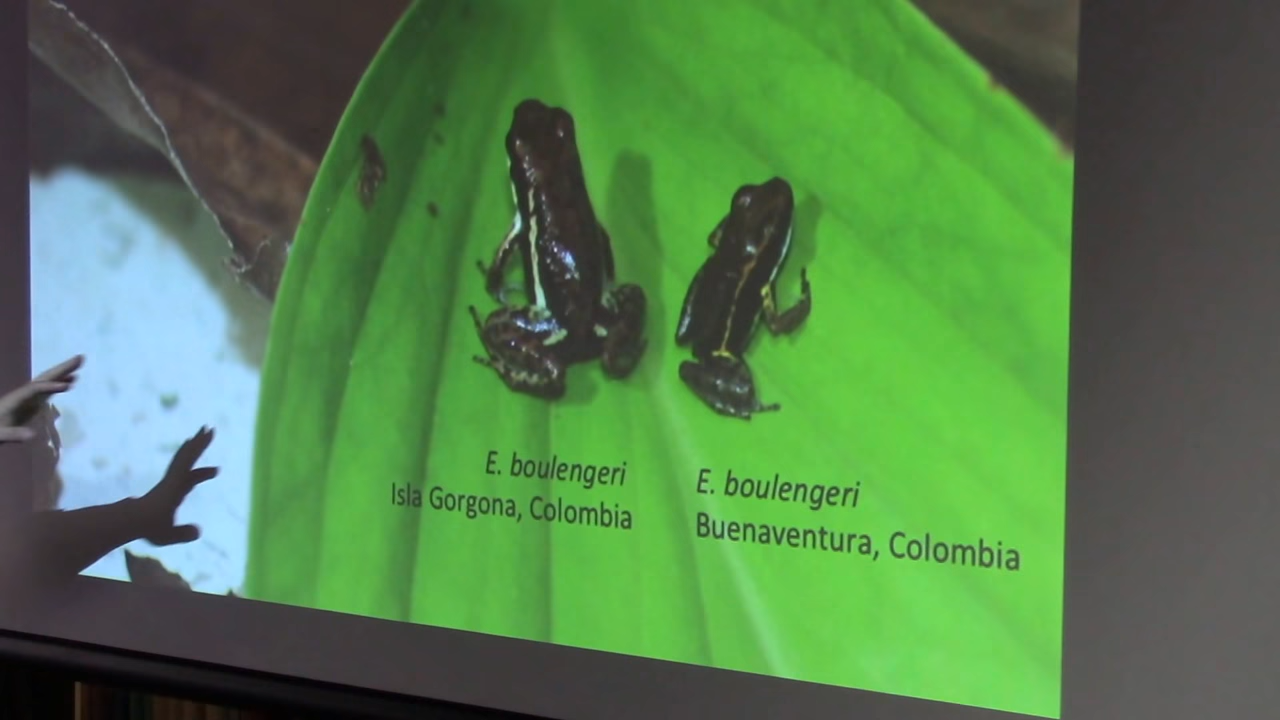 E. boulengeri
Isla Gorgona, Colombia
E. boulengeri
Buenaventura, Colombia